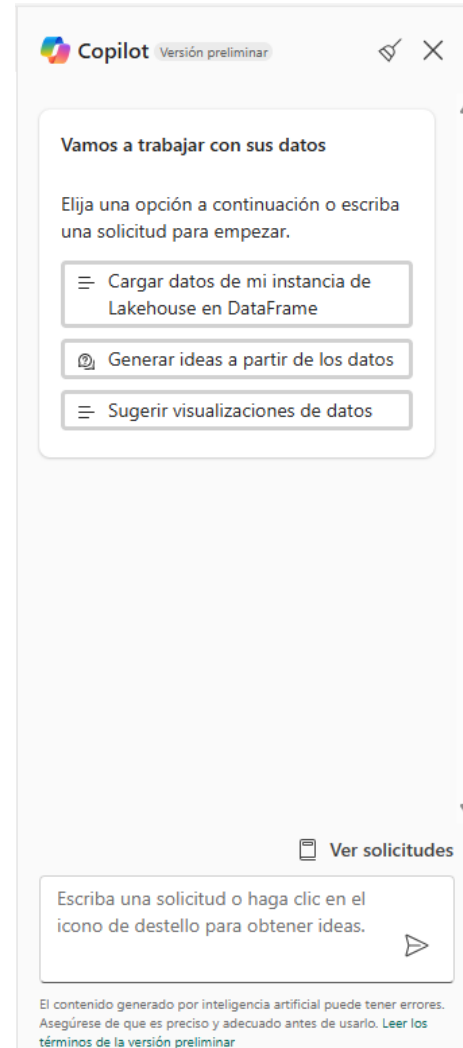 Copilot Versión preliminar
Vamos a trabajar con sus datos
Elija una opción a continuación o escriba
una solicitud para empezar.
Cargar datos de mi instancia de
Lakehouse en DataFrame
Generar ideas a partir de los datos
Sugerir visualizaciones de datos
Ver solicitudes
Escriba una solicitud o haga clic en el
icono de destello para obtener ideas.
El contenido generado por inteligencia artificial puede tener errores.
Asegúrese de que es preciso y adecuado antes de usarlo. Leer los
términos de la versión preliminar